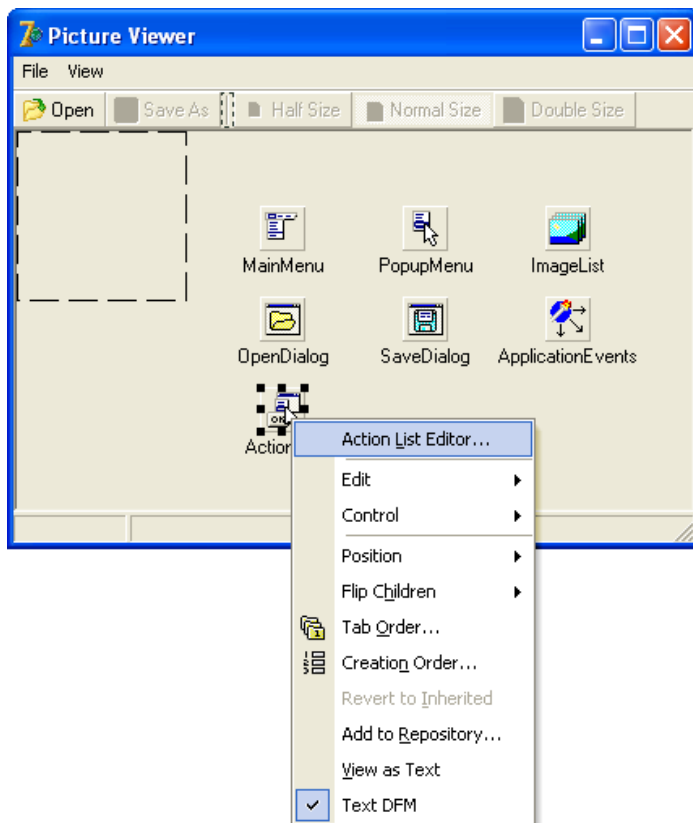 Picture Viewer
File View
Open Save As Half Size Normal Size Double Size
MainMenu PopupMenu ImageList
OpenDialog SaveDialog ApplicationEvents
OK
Action
Action List Editor...
Edit
Control
Position
Flip Children
Tab Order...
Creation Order...
Revert to Inherited
Add to Repository...
View as Text
Text DFM